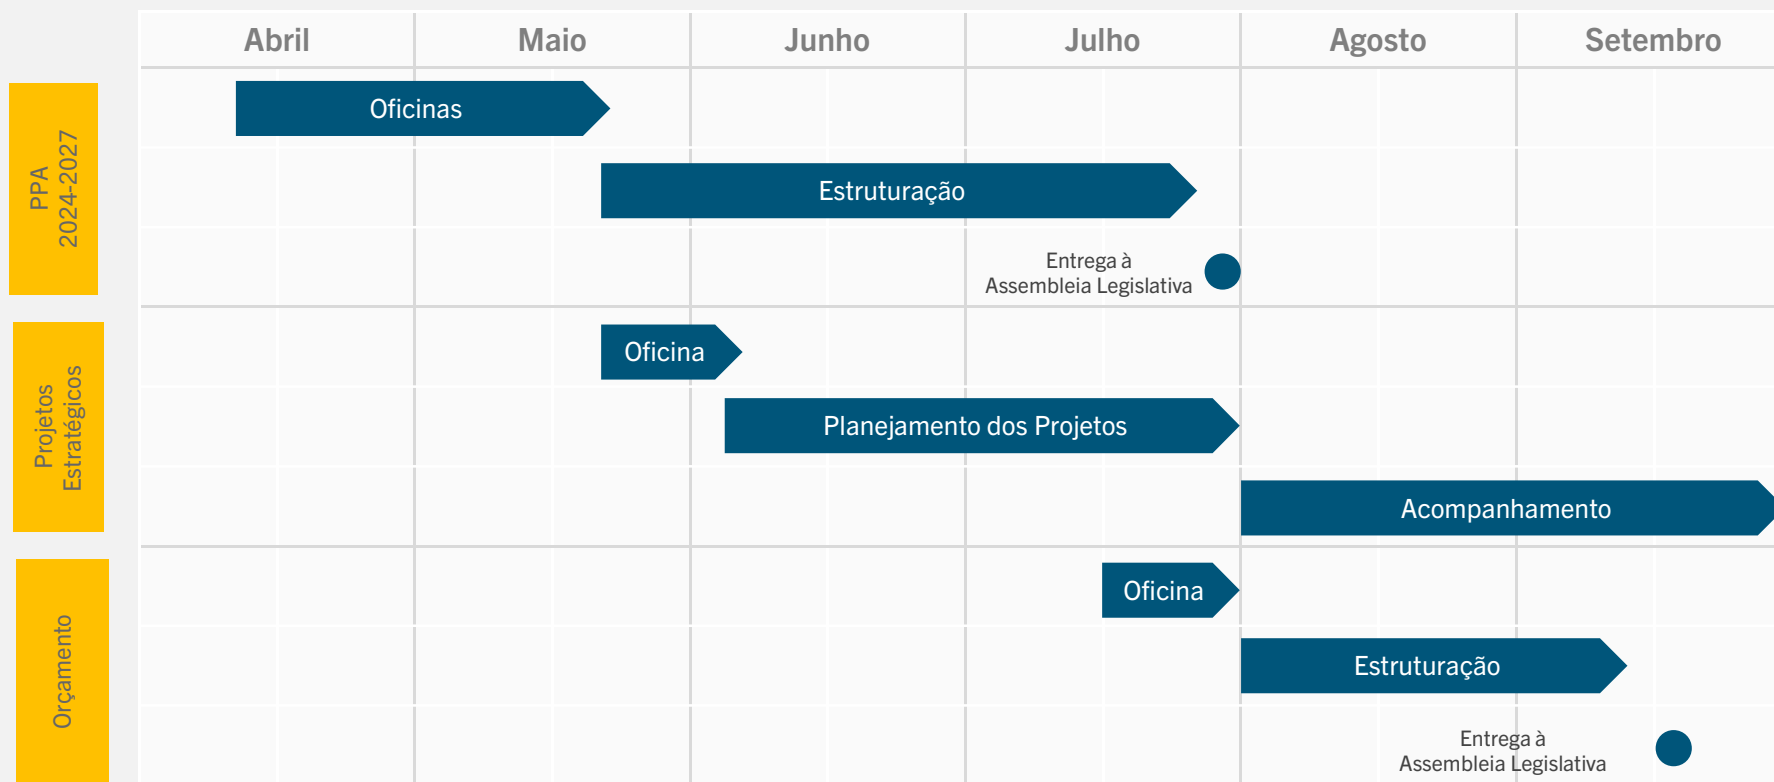 Abril
Maio
Junho
Julho
Agosto
Setembro
PPA
2024-2027
Oficinas
Estruturação
Entrega à
Assembleia Legislativa
Projetos
Estratégicos
Oficina
Planejamento dos Projetos
Acompanhamento
Orçamento
Oficina
Estruturação
Entrega à
Assembleia Legislativa